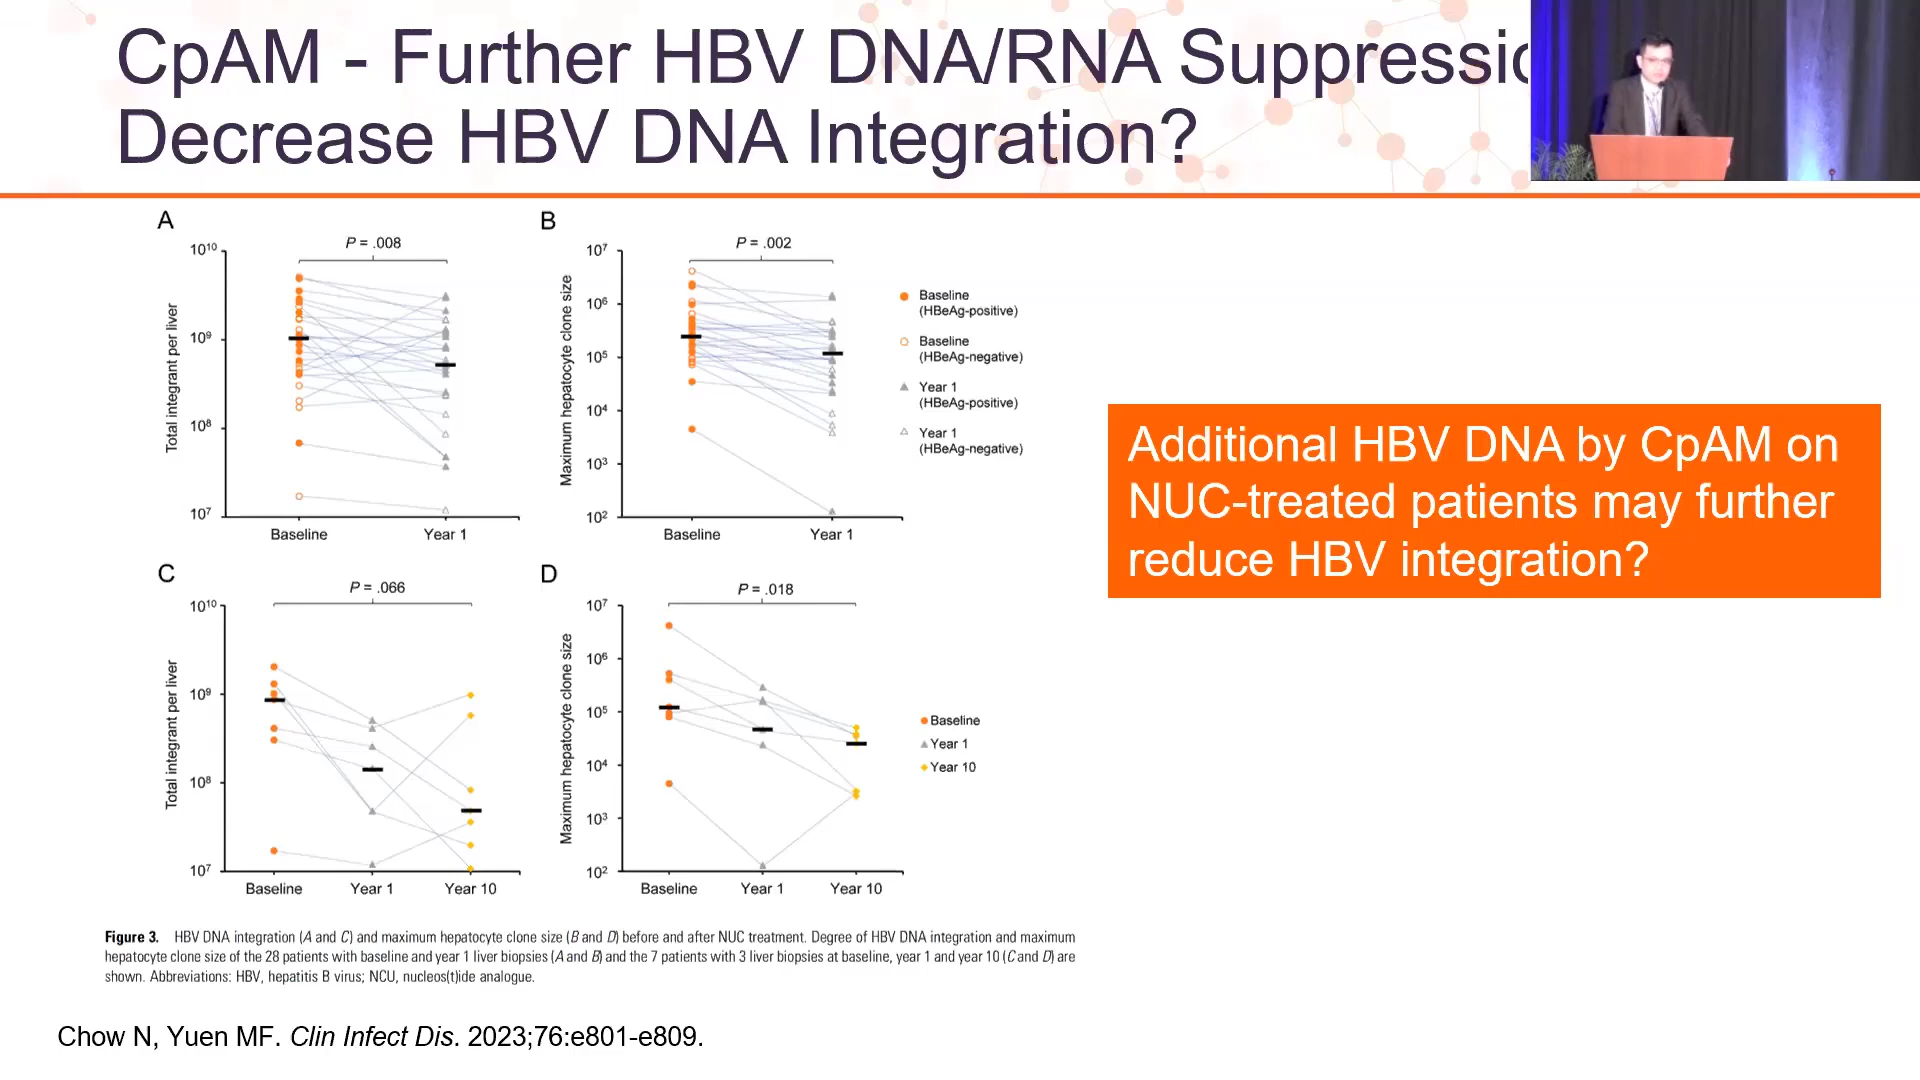 CpAM - Further HBV DNA/RNA Suppressio
Decrease HBV DNA Integration?
A
P = .008
Total integrant per liver
10¹⁰
10⁹
10⁸
10⁷
Baseline
Year 1
B
P = .002
Maximum hepatocyte clone size
10⁷
10⁶
10⁵
10⁴
10³
10²
Baseline
Year 1
Baseline
(HBeAg-positive)
Baseline
(HBeAg-negative)
Year 1
(HBeAg-positive)
Year 1
(HBeAg-negative)
Additional HBV DNA by CpAM on
NUC-treated patients may further
reduce HBV integration?
C
P = .066
Total integrant per liver
10¹⁰
10⁹
10⁸
10⁷
Baseline
Year 1
Year 10
D
P = .018
Maximum hepatocyte clone size
10⁷
10⁶
10⁵
10⁴
10³
10²
Baseline
Year 1
Year 10
Baseline
Year 1
Year 10
Figure 3. HBV DNA integration (A and C) and maximum hepatocyte clone size (B and D) before and after NUC treatment. Degree of HBV DNA integration and maximum
hepatocyte clone size of the 28 patients with baseline and year 1 liver biopsies (A and B) and the 7 patients with 3 liver biopsies at baseline, year 1 and year 10 (C and D) are
shown. Abbreviations: HBV, hepatitis B virus; NCU, nucleos(t)ide analogue.
Chow N, Yuen MF. Clin Infect Dis. 2023;76:e801-e809.